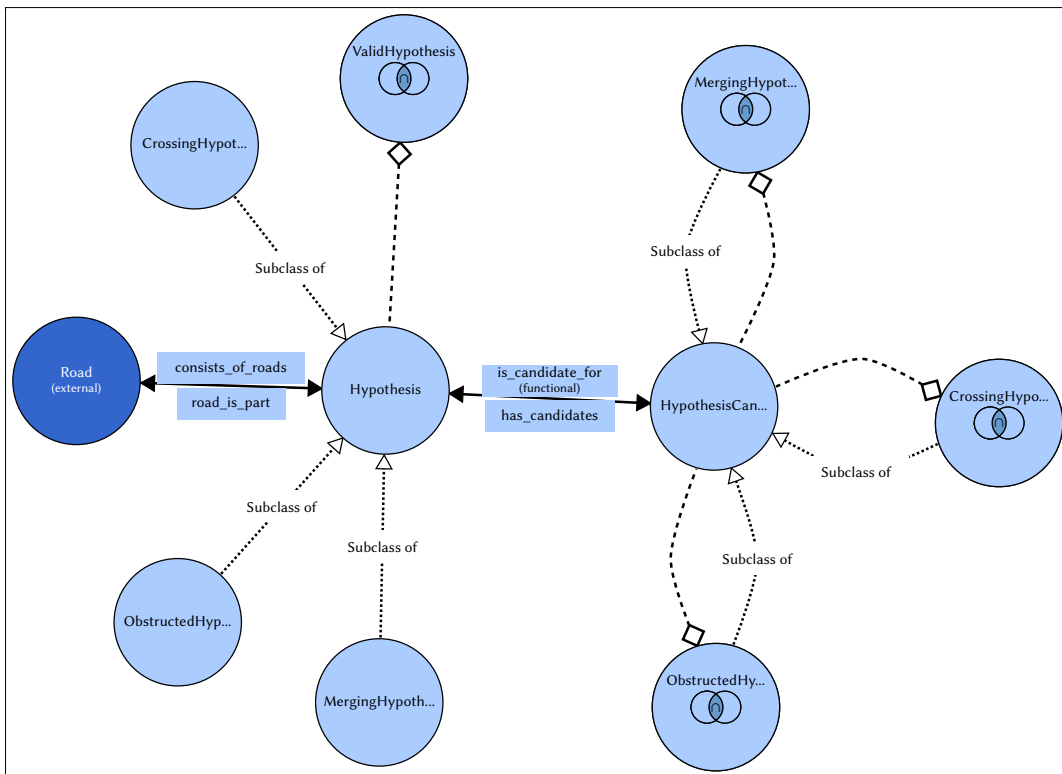 ValidHypothesis
∩
MergingHypot...
∩
CrossingHypot...
Subclass of
Subclass of
Road
(external)
consists_of_roads
road_is_part
Hypothesis
is_candidate_for
(functional)
has_candidates
HypothesisCan...
CrossingHypo...
∩
Subclass of
Subclass of
Subclass of
Subclass of
ObstructedHyp...
MergingHypoth...
ObstructedHy...
∩